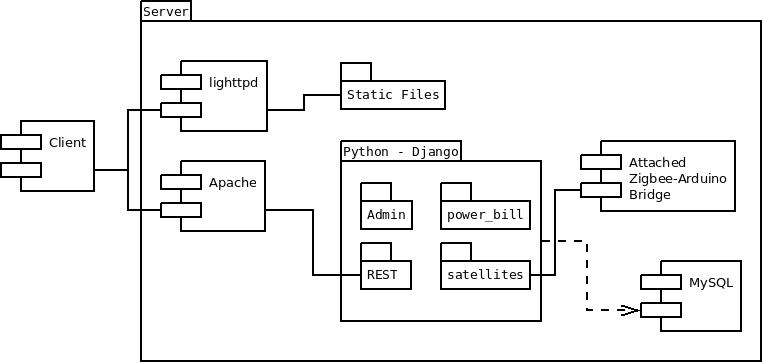 Server
lighttpd
Static Files
Client
Python - Django
Apache
Attached
Zigbee-Arduino
Bridge
Admin
power_bill
REST
satellites
MySQL